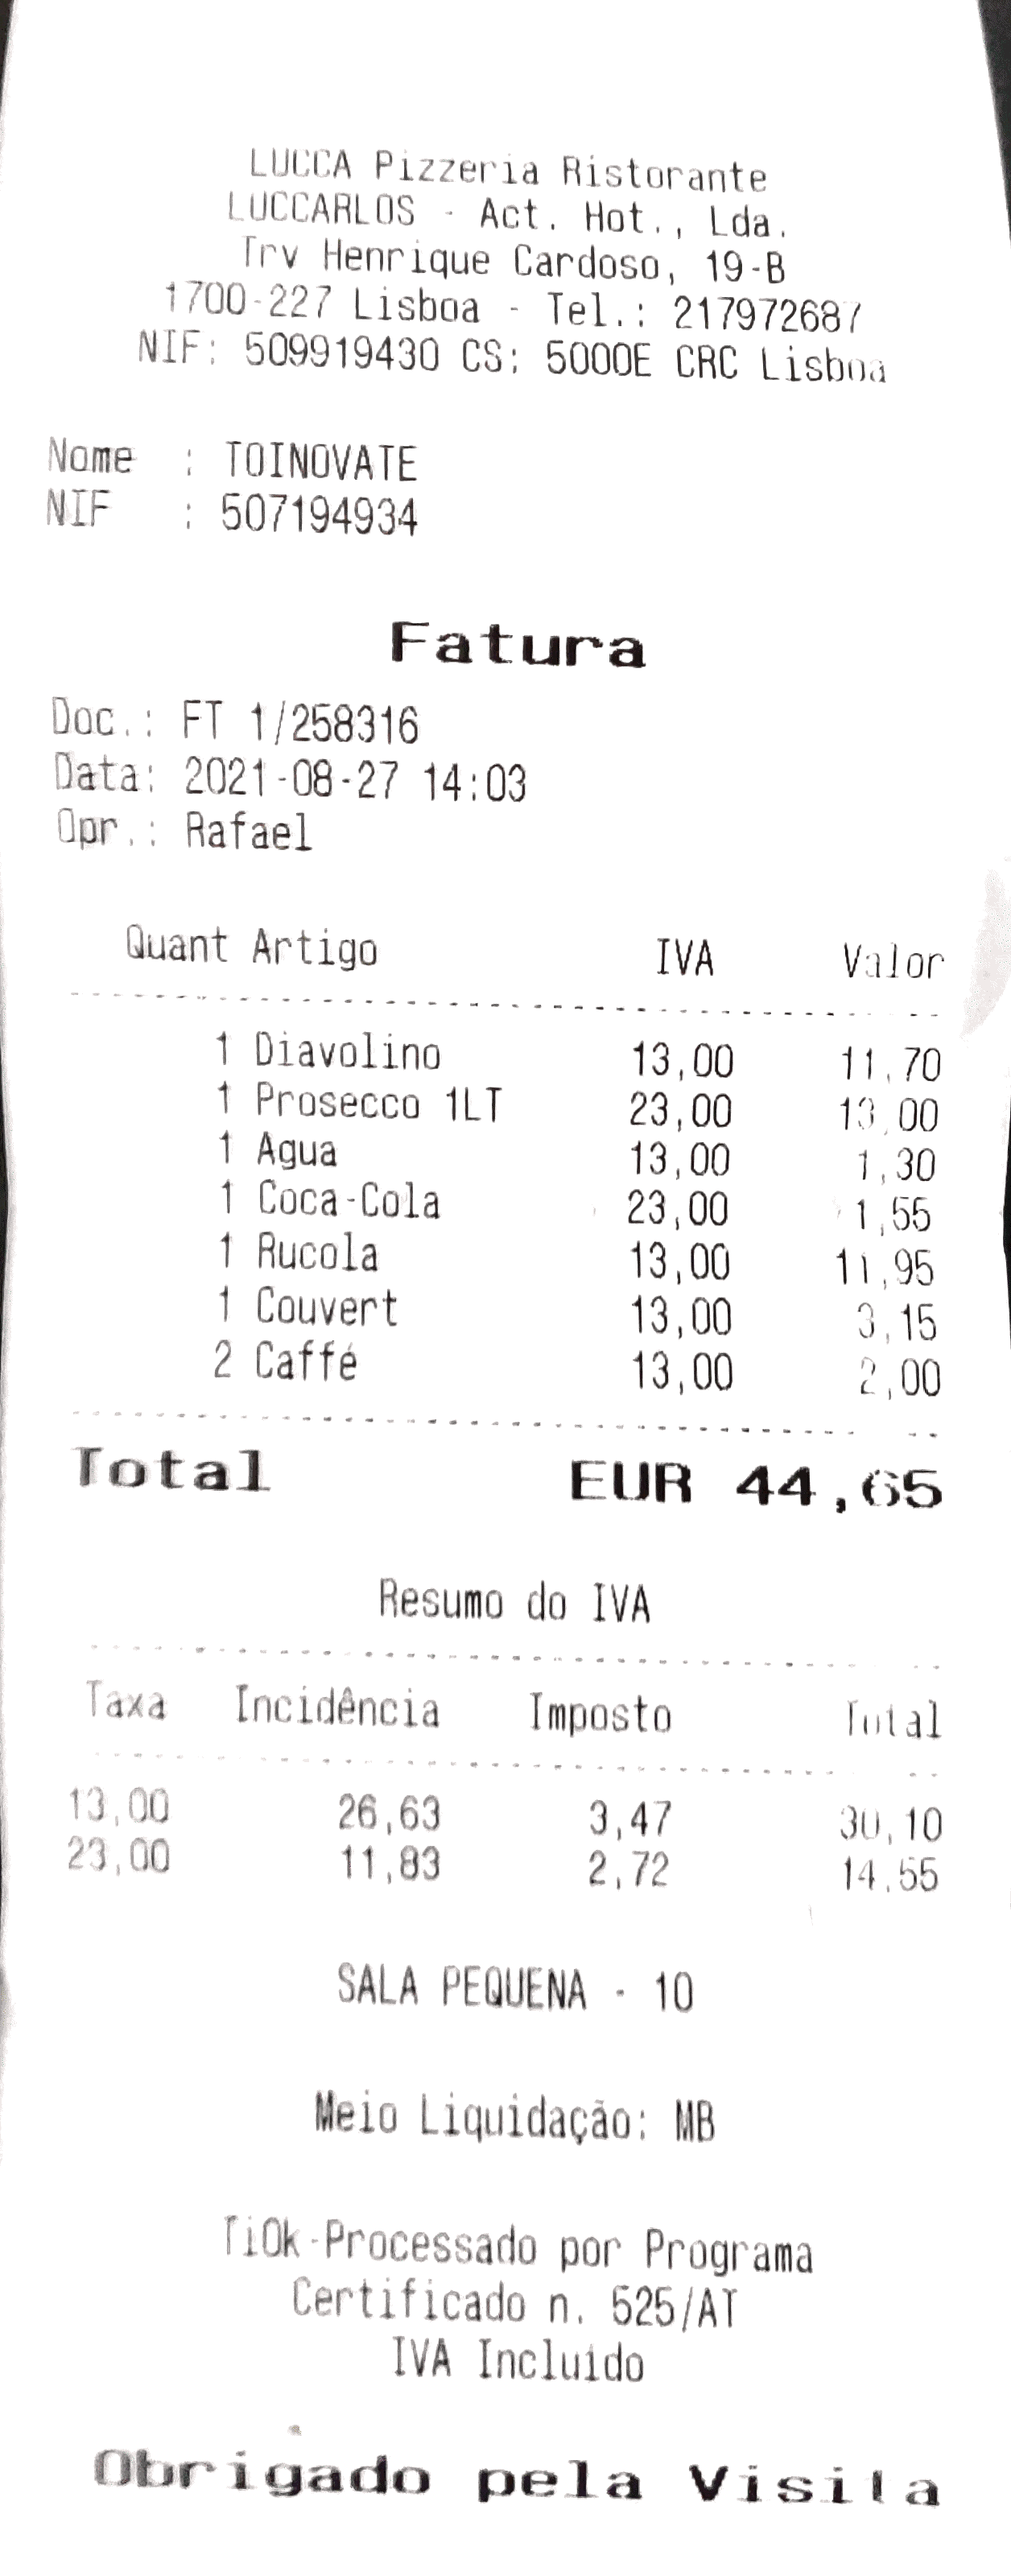 LUCCA Pizzeria Ristorante
LUCCARLOS - Act. Hot., Lda.
Trv Henrique Cardoso, 19-B
1700-227 Lisboa - Tel.: 217972687
NIF: 509919430 CS: 5000E CRC Lisboa
Nome : TOINOVATE
NIF : 507194934
Fatura
Doc.: FT 1/258316
Data: 2021-08-27 14:03
Opr.: Rafael
Quant Artigo IVA Valor
1 Diavolino 13,00 11,70
1 Prosecco 1LT 23,00 13,00
1 Agua 13,00 1,30
1 Coca-Cola 23,00 1,55
1 Rucola 13,00 11,95
1 Couvert 13,00 3,15
2 Caffé 13,00 2,00
Total EUR 44,65
Resumo do IVA
Taxa Incidência Imposto Total
13,00 26,63 3,47 30,10
23,00 11,83 2,72 14,55
SALA PEQUENA - 10
Meio Liquidação: MB
TiOk-Processado por Programa
Certificado n. 525/AT
IVA Incluido
Obrigado pela Visita